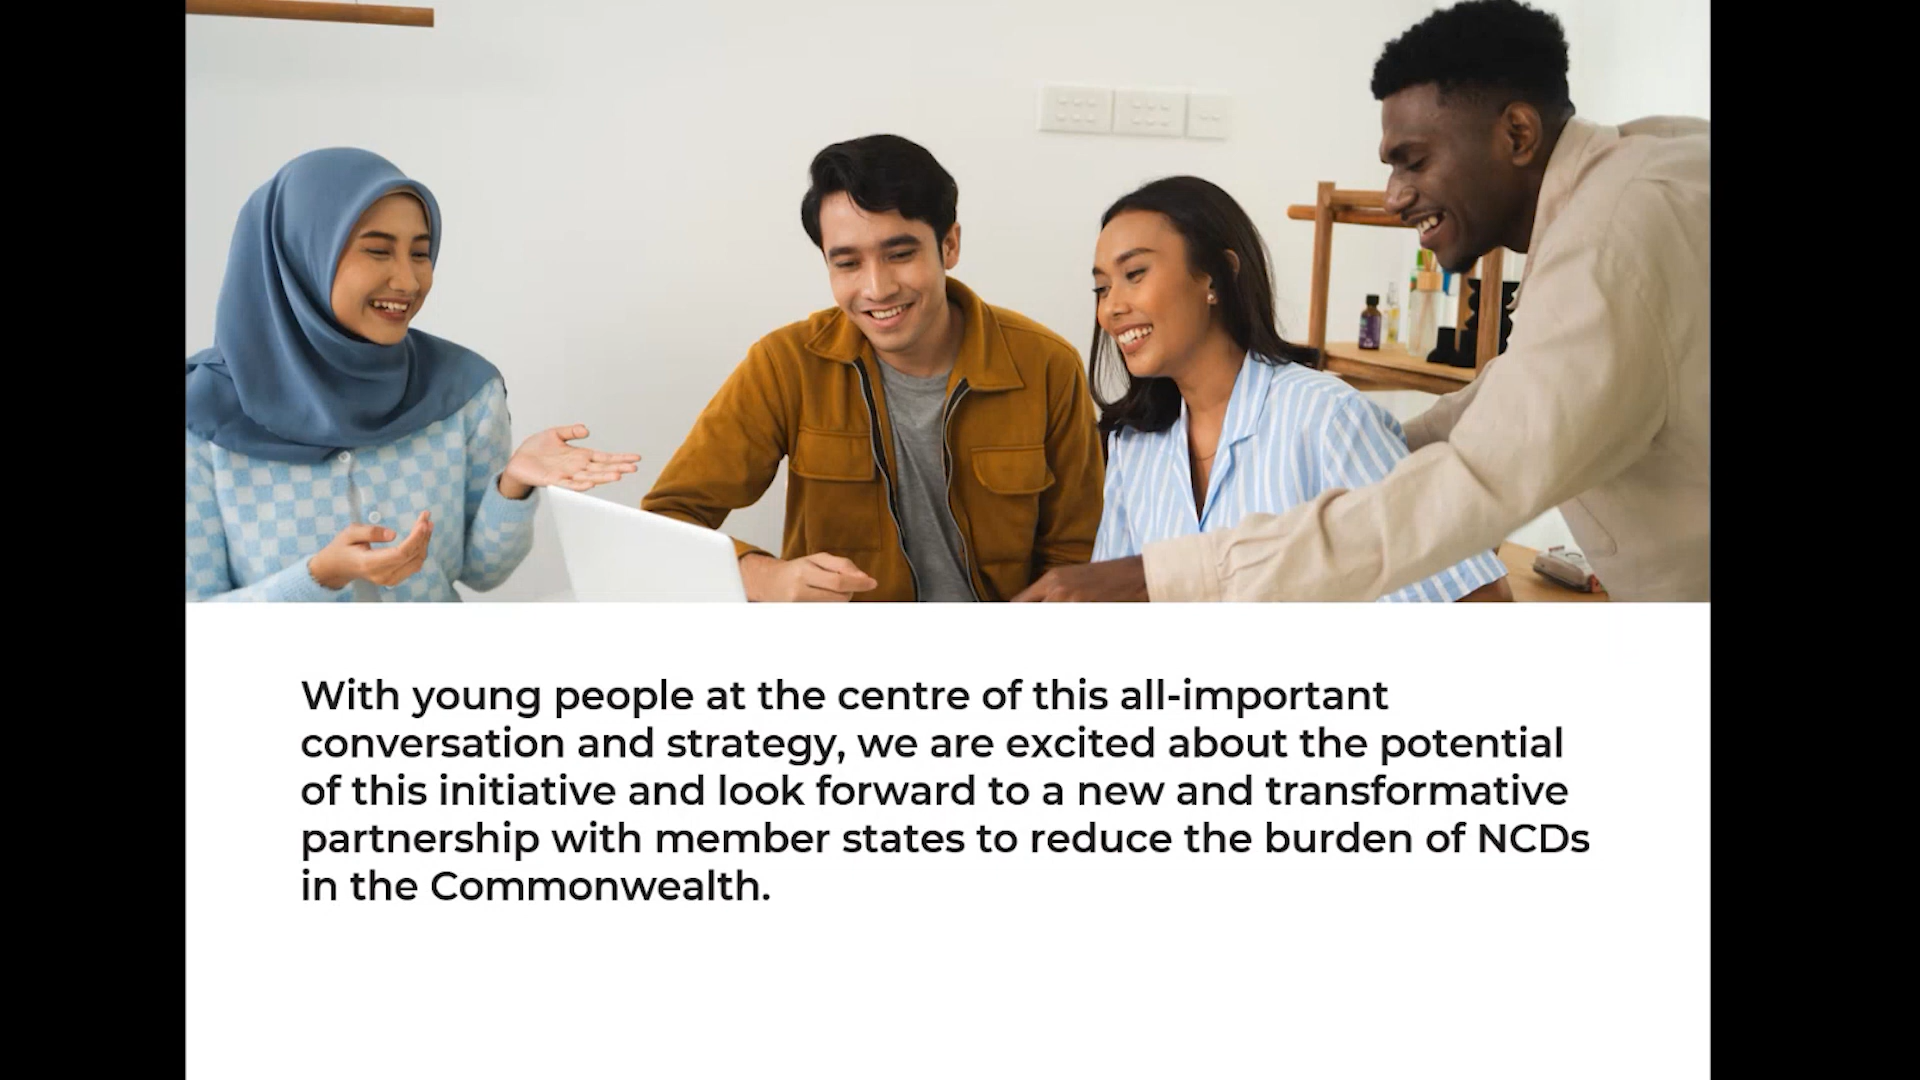 With young people at the centre of this all-important
conversation and strategy, we are excited about the potential
of this initiative and look forward to a new and transformative
partnership with member states to reduce the burden of NCDs
in the Commonwealth.